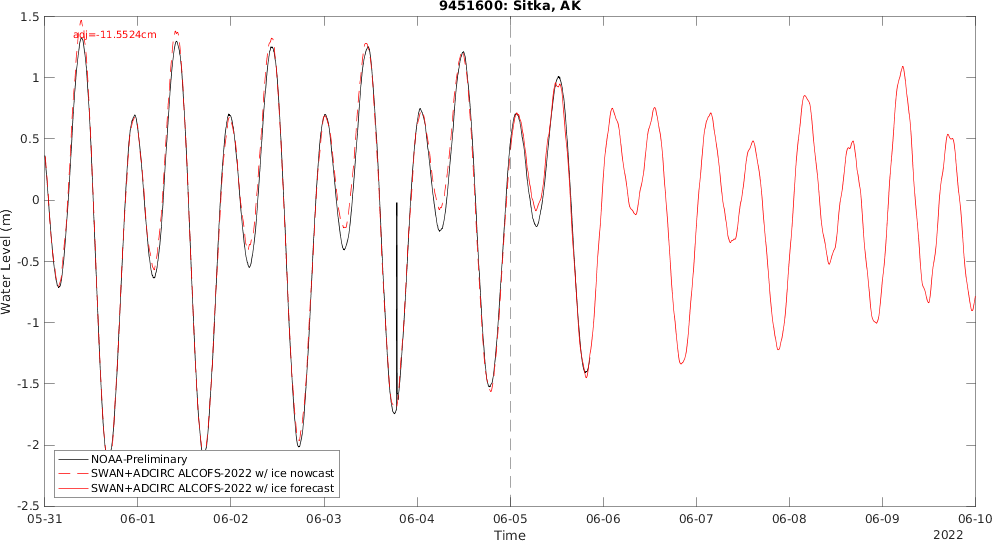 9451600: Sitka, AK
adj=-11.5524cm
1.5
1
0.5
0
-0.5
-1
-1.5
-2
-2.5
Water Level (m)
NOAA-Preliminary
SWAN+ADCIRC ALCOFS-2022 w/ ice nowcast
SWAN+ADCIRC ALCOFS-2022 w/ ice forecast
05-31 06-01 06-02 06-03 06-04 06-05 06-06 06-07 06-08 06-09 06-10
Time
2022